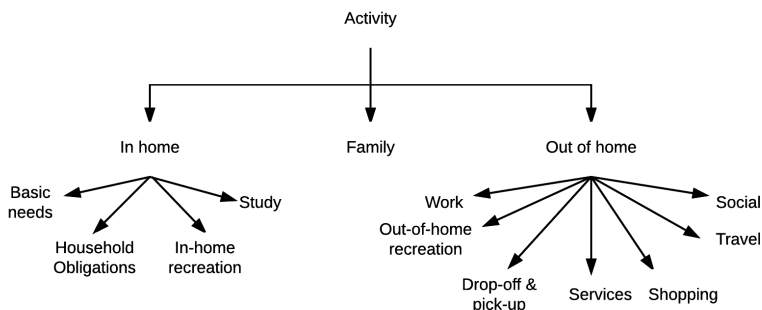 Activity
In home
Family
Out of home
Basic
needs
Household
Obligations
In-home
recreation
Study
Work
Out-of-home
recreation
Drop-off &
pick-up
Services
Shopping
Travel
Social